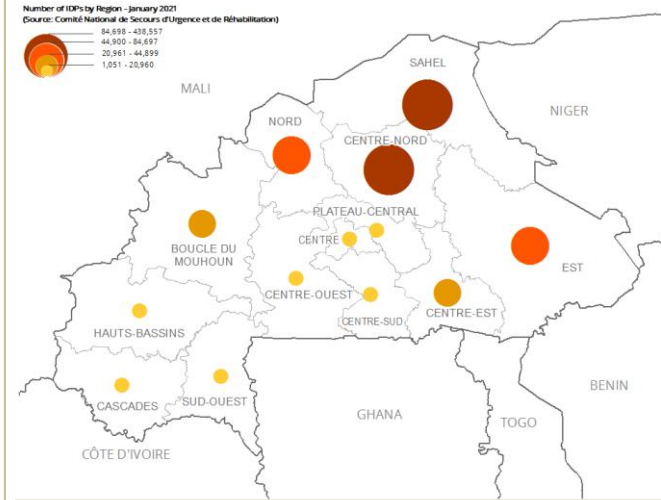 Number of IDPs by Region - January 2021
(Source: Comité National de Secours d'Urgence et de Réhabilitation)
84,698 - 438,557
44,900 - 84,697
20,961 - 44,899
1,051 - 20,960
SAHEL
MALI
NIGER
NORD
CENTRE-NORD
PLATEAU-CENTRAL
CENTRE
BOUCLE DU
MOUHOUN
EST
CENTRE-OUEST
CENTRE-EST
CENTRE-SUD
HAUTS-BASSINS
CASCADES
SUD-OUEST
BENIN
GHANA
TOGO
CÔTE D'IVOIRE